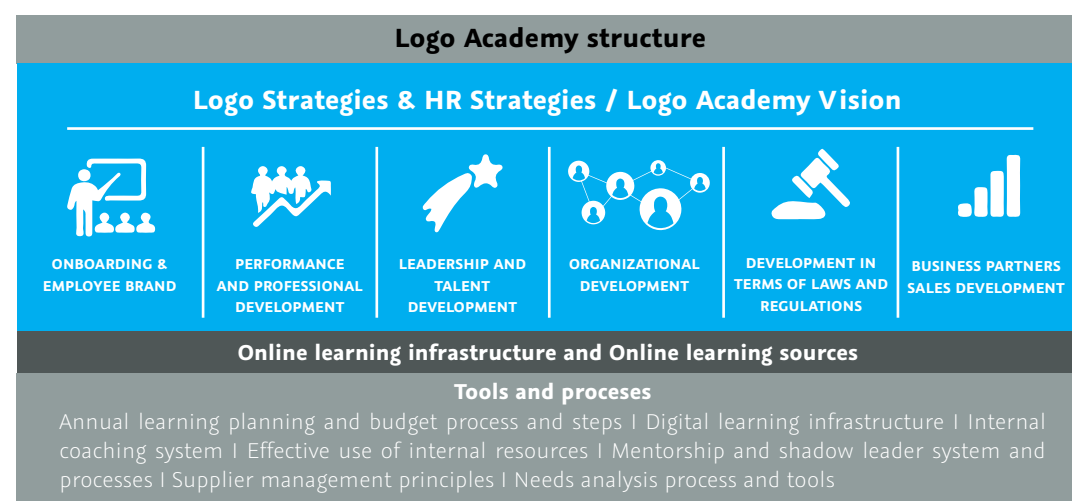 Logo Academy structure
Logo Strategies & HR Strategies / Logo Academy Vision
ONBOARDING &
EMPLOYEE BRAND
PERFORMANCE
AND PROFESSIONAL
DEVELOPMENT
LEADERSHIP AND
TALENT
DEVELOPMENT
ORGANIZATIONAL
DEVELOPMENT
DEVELOPMENT IN
TERMS OF LAWS AND
REGULATIONS
BUSINESS PARTNERS
SALES DEVELOPMENT
Online learning infrastructure and Online learning sources
Tools and proceses
Annual learning planning and budget process and steps I Digital learning infrastructure I Internal
coaching system I Effective use of internal resources I Mentorship and shadow leader system and
processes I Supplier management principles I Needs analysis process and tools